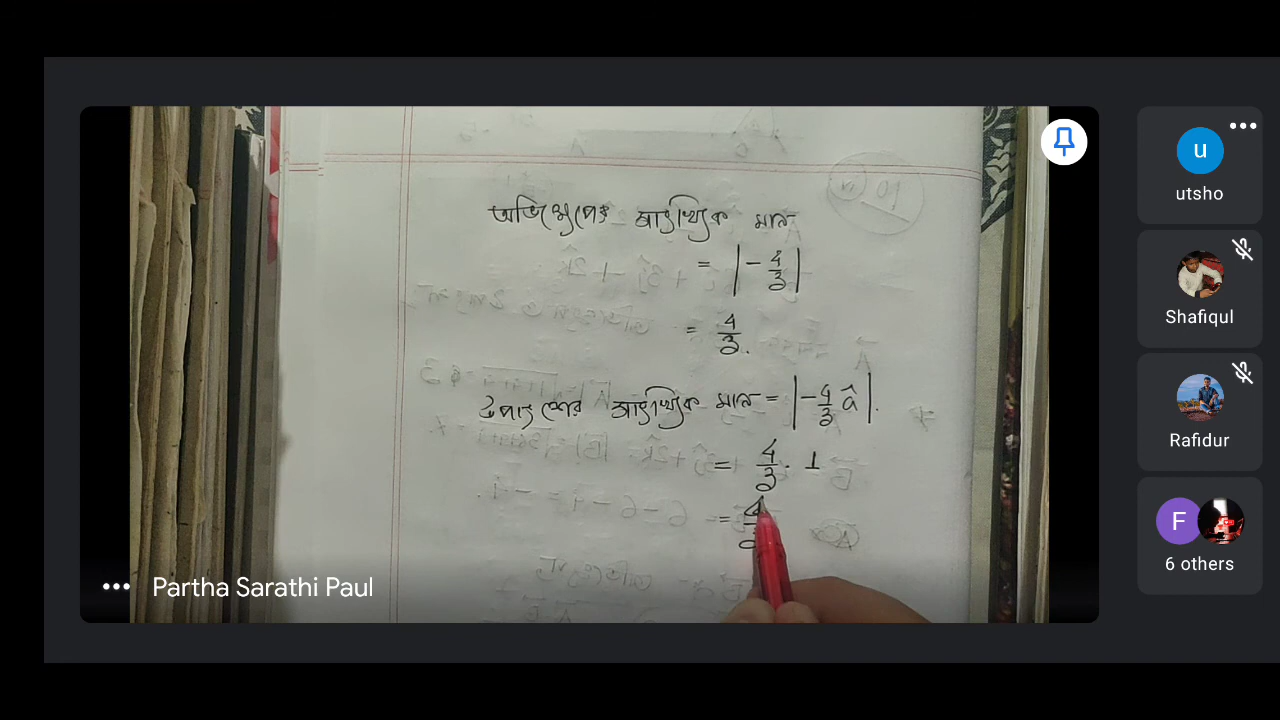 অভিক্ষেপের সাংখ্যিক মান
= |- 4/3|
= 4/3.
উপাংশের সাংখ্যিক মান = |- 4/3 â|.
= 4/3 . 1
= 4
Partha Sarathi Paul
utsho
Shafiqul
Rafidur
F
6 others
u